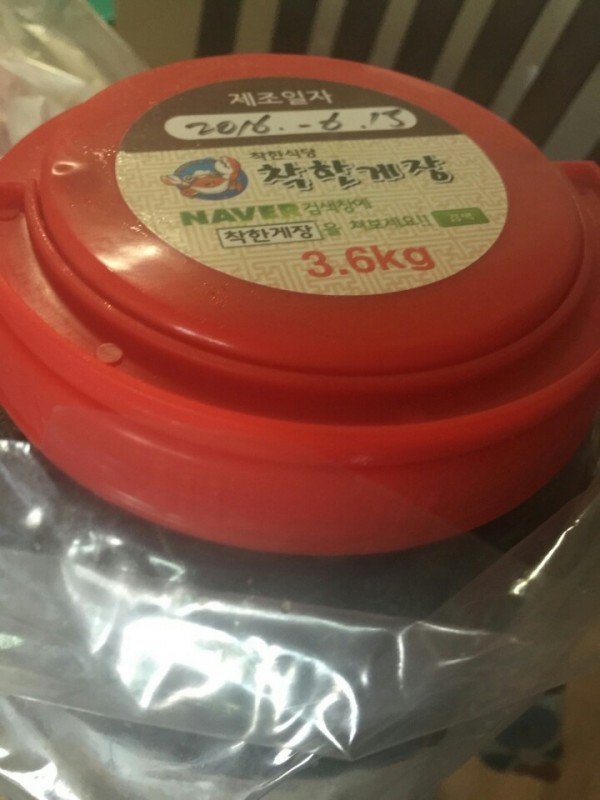 제조일자
2016. - 6. 15
착한식당
착한게장
NAVER 검색창에
착한게장 을 쳐보세요!! 검색
3.6kg